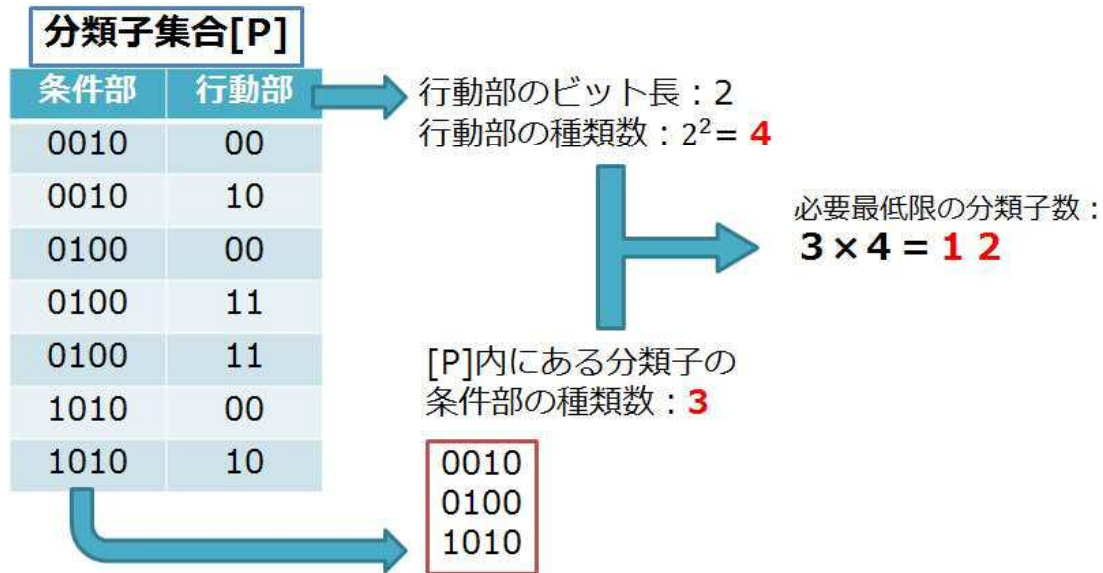 分類子集合[P]
条件部 行動部
0010 00
0010 10
0100 00
0100 11
0100 11
1010 00
1010 10
行動部のビット長：2
行動部の種類数：2²= 4
必要最低限の分類子数：
3×4＝１２
[P]内にある分類子の
条件部の種類数：3
0010
0100
1010